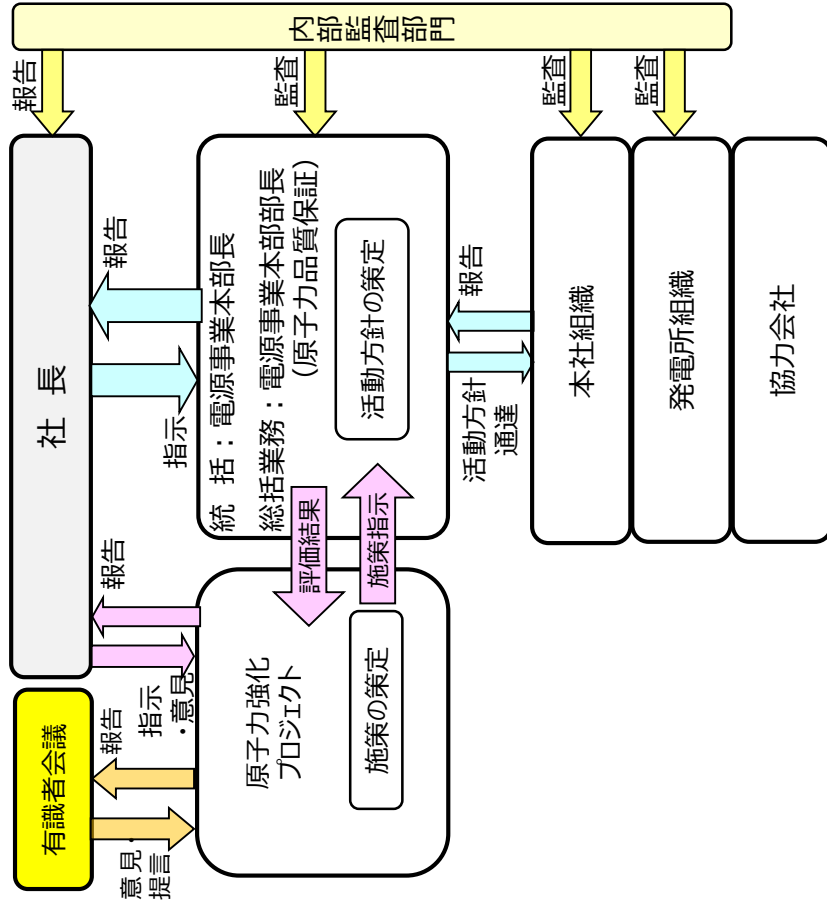 有識者会議
意見・
提言
報告
社 長
指示
・意見
報告
指示
報告
報告
内部監査部門
監査
監査
監査
原子力強化
プロジェクト
施策の策定
評価結果
施策指示
統 括：電源事業本部長
総括業務：電源事業本部部長
(原子力品質保証)
活動方針の策定
活動方針
通達
報告
本社組織
発電所組織
協力会社